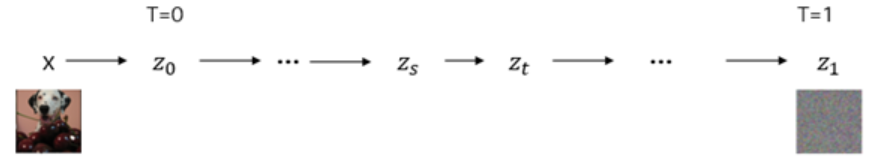 T=0 T=1
x z₀ ... zₛ zₜ ... z₁